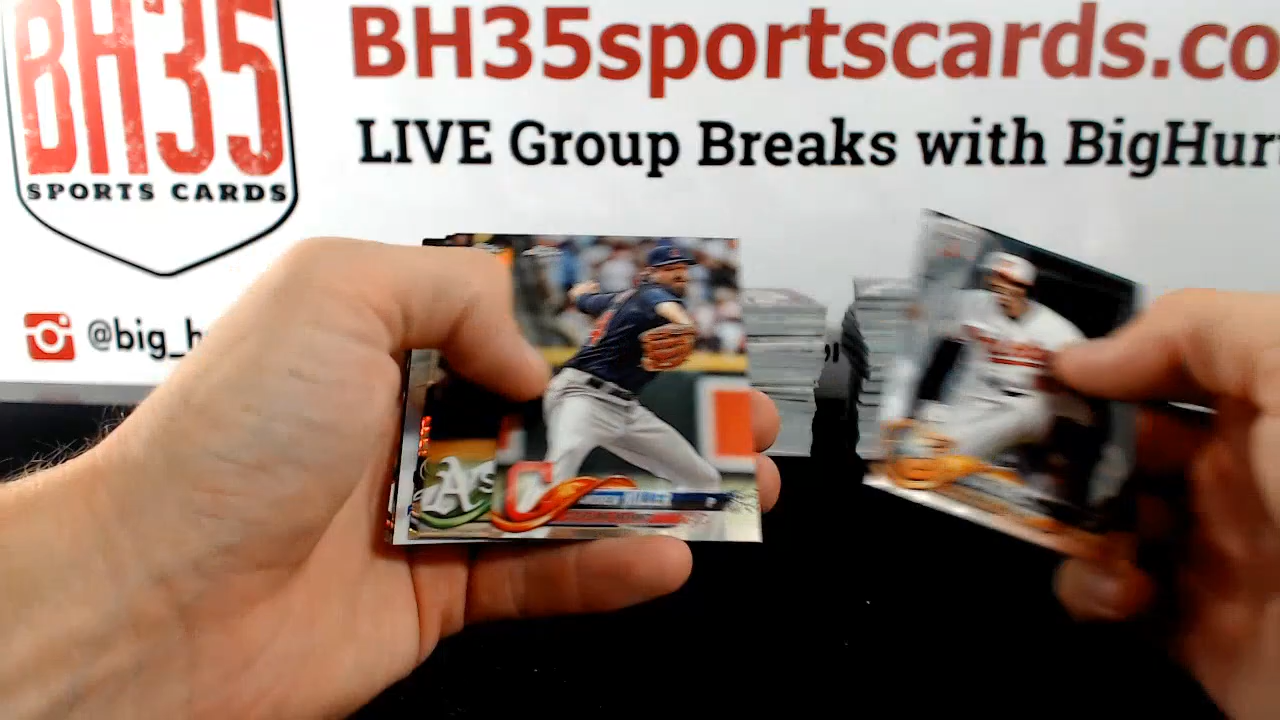 BH35
SPORTS CARDS
BH35sportscards.co
LIVE Group Breaks with BigHur
@big_h
A's
C